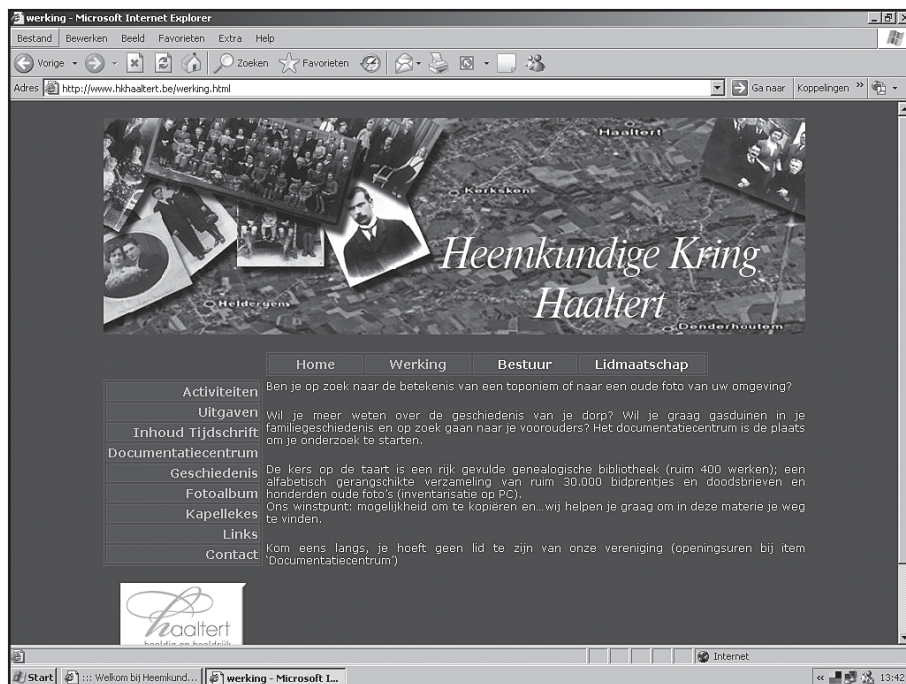 werking - Microsoft Internet Explorer
Bestand Bewerken Beeld Favorieten Extra Help
Vorige Zoeken Favorieten
Adres http://www.hkhaaltert.be/werking.html Ga naar Koppelingen »
Haaltert
Kerksken
Heemkundige Kring
Haaltert
Heldergem
Denderhoutem
Home Werking Bestuur Lidmaatschap
Activiteiten
Uitgaven
Inhoud Tijdschrift
Documentatiecentrum
Geschiedenis
Fotoalbum
Kapellekes
Links
Contact
Ben je op zoek naar de betekenis van een toponiem of naar een oude foto van uw omgeving?
Wil je meer weten over de geschiedenis van je dorp? Wil je graag gasduinen in je
familiegeschiedenis en op zoek gaan naar je voorouders? Het documentatiecentrum is de plaats
om je onderzoek te starten.
De kers op de taart is een rijk gevulde genealogische bibliotheek (ruim 400 werken); een
alfabetisch gerangschikte verzameling van ruim 30.000 bidprentjes en doodsbrieven en
honderden oude foto's (inventarisatie op PC).
Ons winstpunt: mogelijkheid om te kopiëren en...wij helpen je graag om in deze materie je weg
te vinden.
Kom eens langs, je hoeft geen lid te zijn van onze vereniging (openingsuren bij item
'Documentatiecentrum')
haaltert
Internet
Start ::: Welkom bij Heemkund... werking - Microsoft I... « 13:42